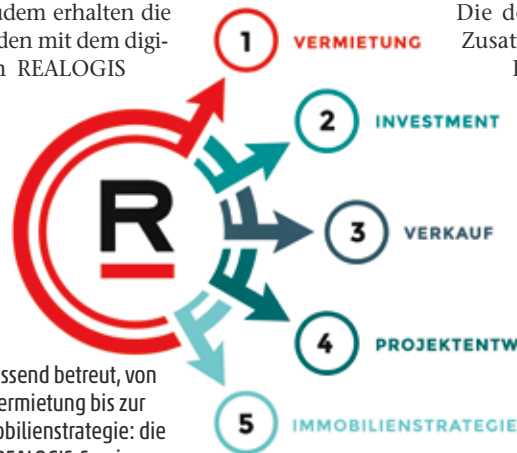 udem erhalten die
den mit dem digi-
n REALOGIS
Die de
Zusat
1 VERMIETUNG
2 INVESTMENT
3 VERKAUF
4 PROJEKTENTW
5 IMMOBILIENSTRATEGIE
R
ssend betreut, von
ermietung bis zur
obilienstrategie: die